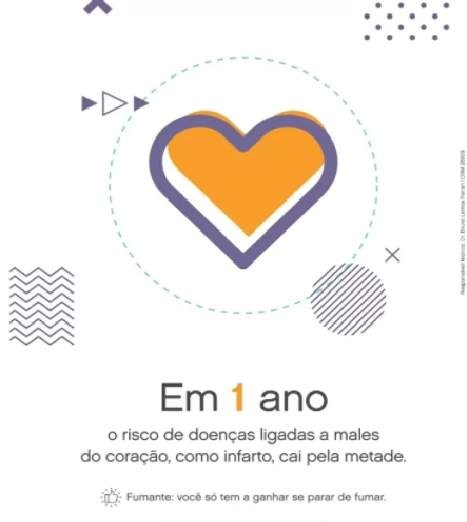 Em 1 ano
o risco de doenças ligadas a males
do coração, como infarto, cai pela metade.
Fumante: você só tem a ganhar se parar de fumar.